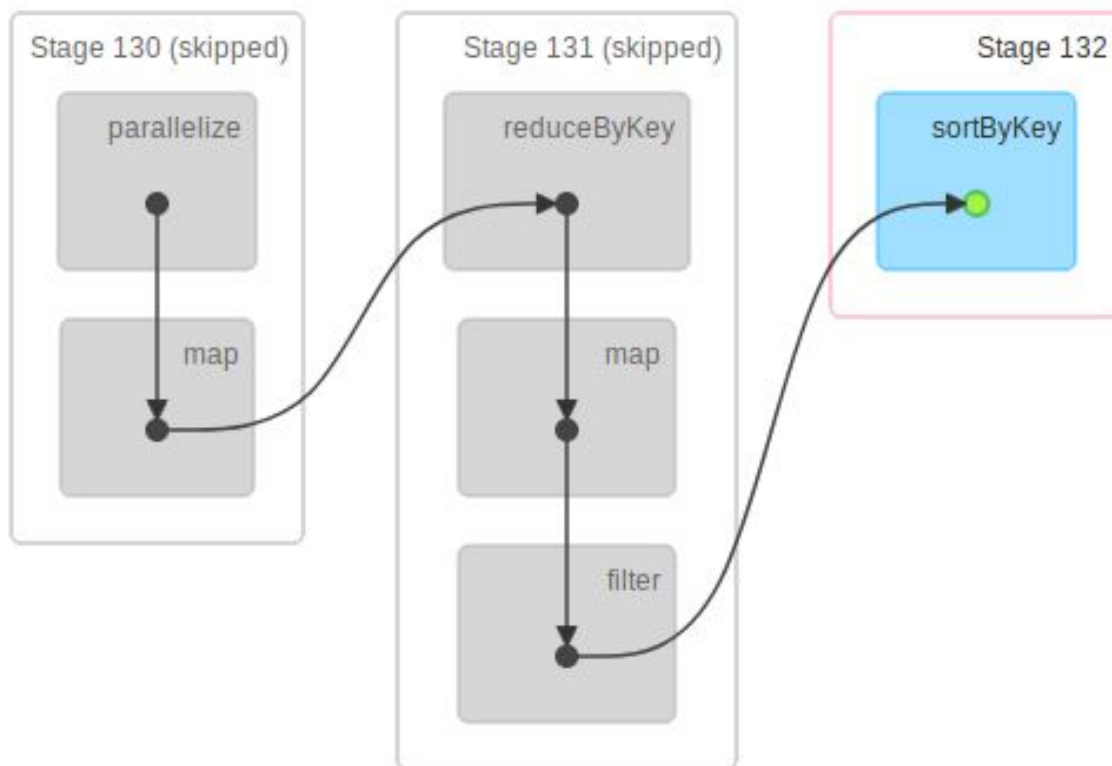 Stage 130 (skipped)
parallelize
map
Stage 131 (skipped)
reduceByKey
map
filter
Stage 132
sortByKey